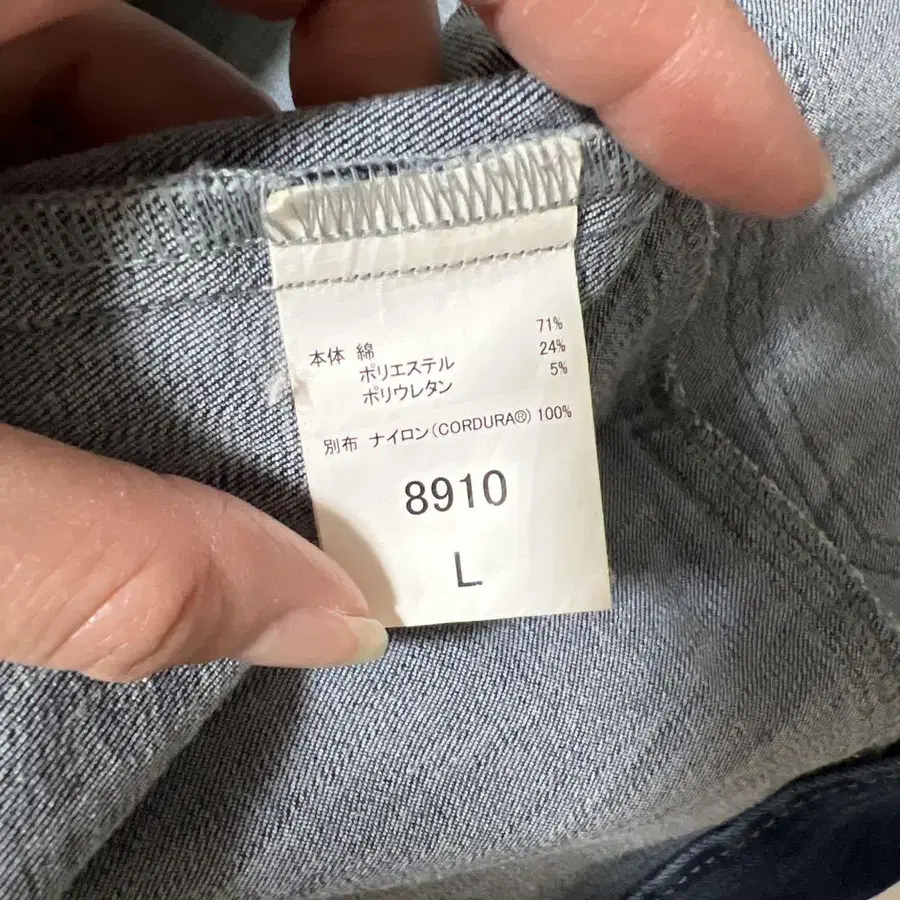 本体 綿 71%
ポリエステル 24%
ポリウレタン 5%
別布 ナイロン(CORDURA®) 100%
8910
L